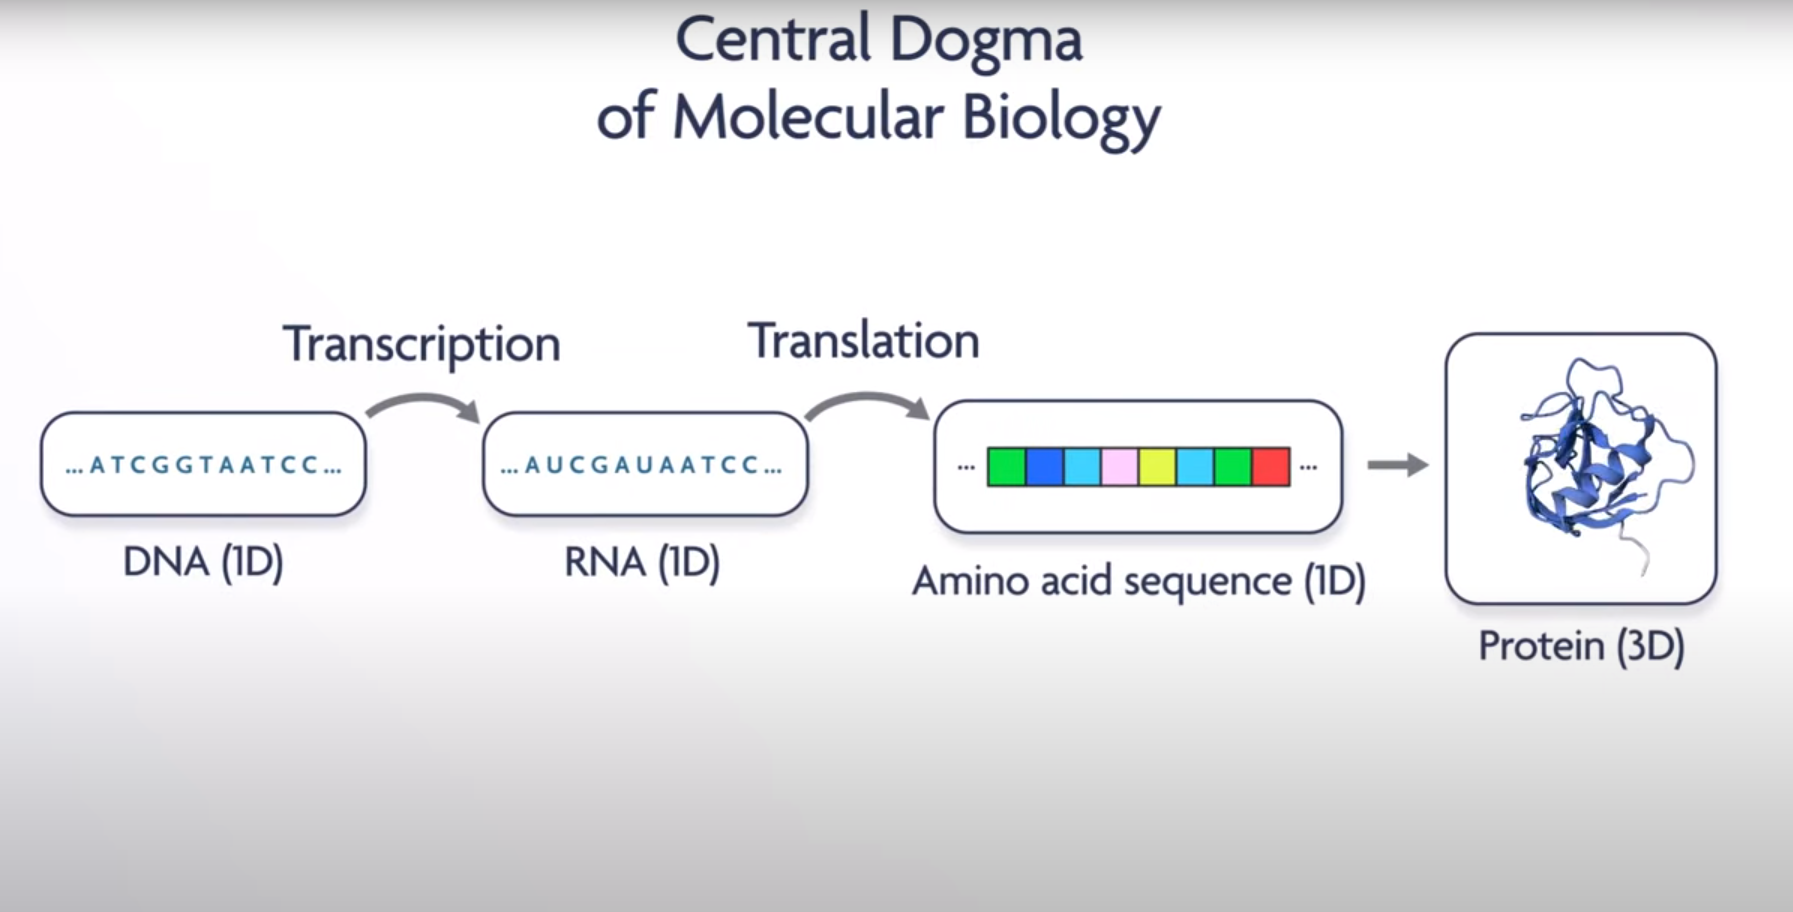 Central Dogma
of Molecular Biology
Transcription
Translation
...ATCGGTAATCC...
...AUCGAUAATCC...
... ...
DNA (1D)
RNA (1D)
Amino acid sequence (1D)
Protein (3D)